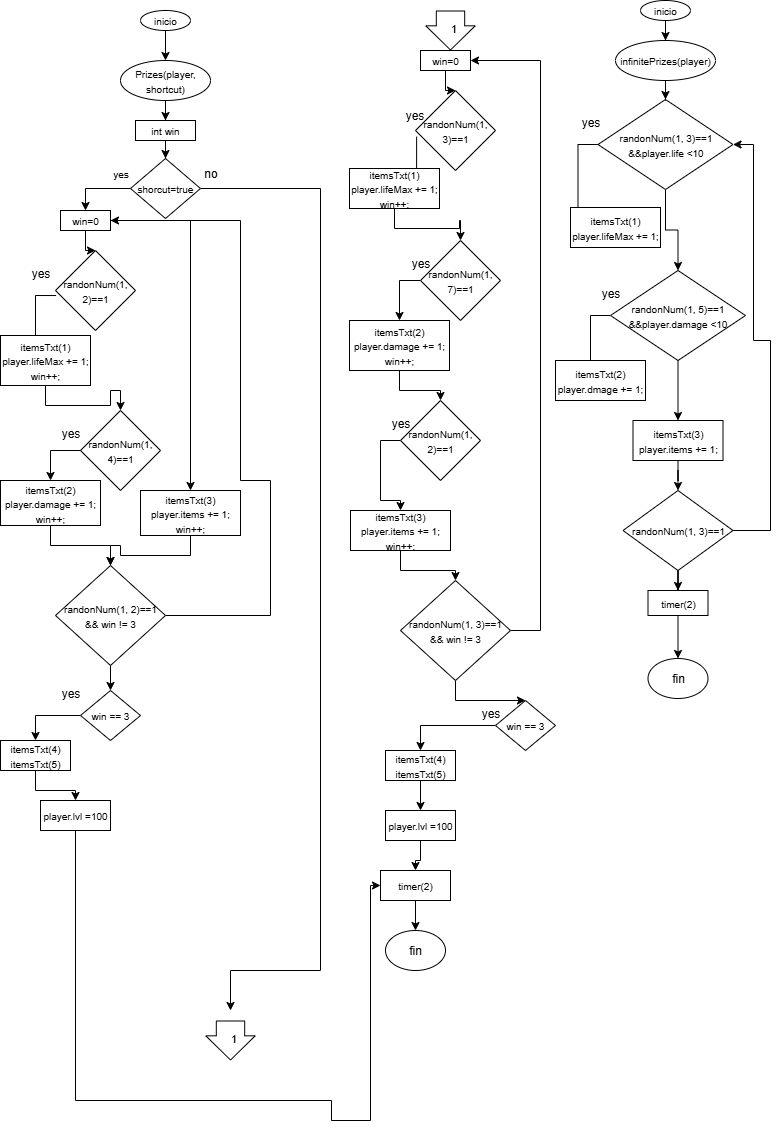 inicio
Prizes(player,
shortcut)
int win
shorcut=true
yes
no
win=0
yes
randonNum(1,
2)==1
itemsTxt(1)
player.lifeMax += 1;
win++;
yes
randonNum(1,
4)==1
itemsTxt(2)
player.damage += 1;
win++;
itemsTxt(3)
player.items += 1;
win++;
randonNum(1, 2)==1
&& win != 3
yes
win == 3
itemsTxt(4)
itemsTxt(5)
player.lvl =100
1
1
win=0
yes
randonNum(1,
3)==1
itemsTxt(1)
player.lifeMax += 1;
win++;
yes
randonNum(1,
7)==1
itemsTxt(2)
player.damage += 1;
win++;
yes
randonNum(1,
2)==1
itemsTxt(3)
player.items += 1;
win++;
randonNum(1, 3)==1
&& win != 3
yes
win == 3
itemsTxt(4)
itemsTxt(5)
player.lvl =100
timer(2)
fin
inicio
infinitePrizes(player)
yes
randonNum(1, 3)==1
&&player.life <10
itemsTxt(1)
player.lifeMax += 1;
yes
randonNum(1, 5)==1
&&player.damage <10
itemsTxt(2)
player.dmage += 1;
itemsTxt(3)
player.items += 1;
randonNum(1, 3)==1
timer(2)
fin